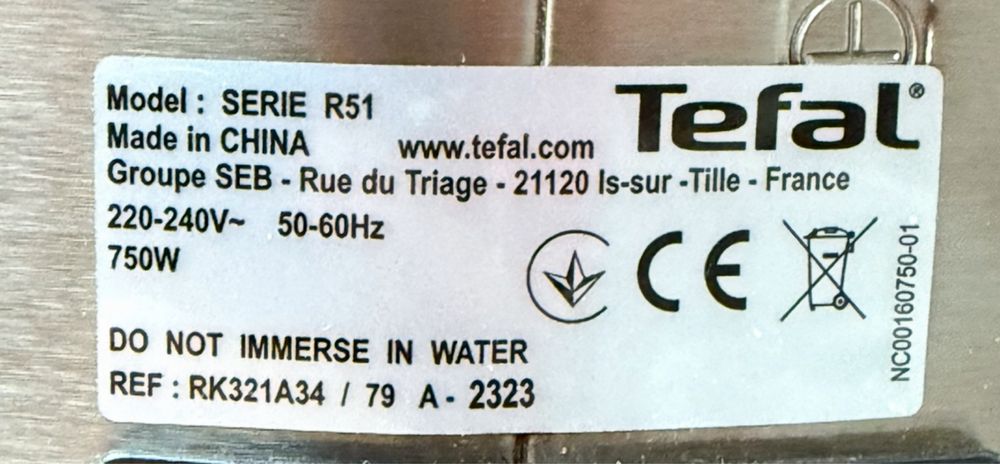 Tefal®
Model : SERIE R51
Made in CHINA
www.tefal.com
Groupe SEB - Rue du Triage - 21120 Is-sur -Tille - France
220-240V~ 50-60Hz
750W
CE
DO NOT IMMERSE IN WATER
REF : RK321A34 / 79 A - 2323
NC00160750-01